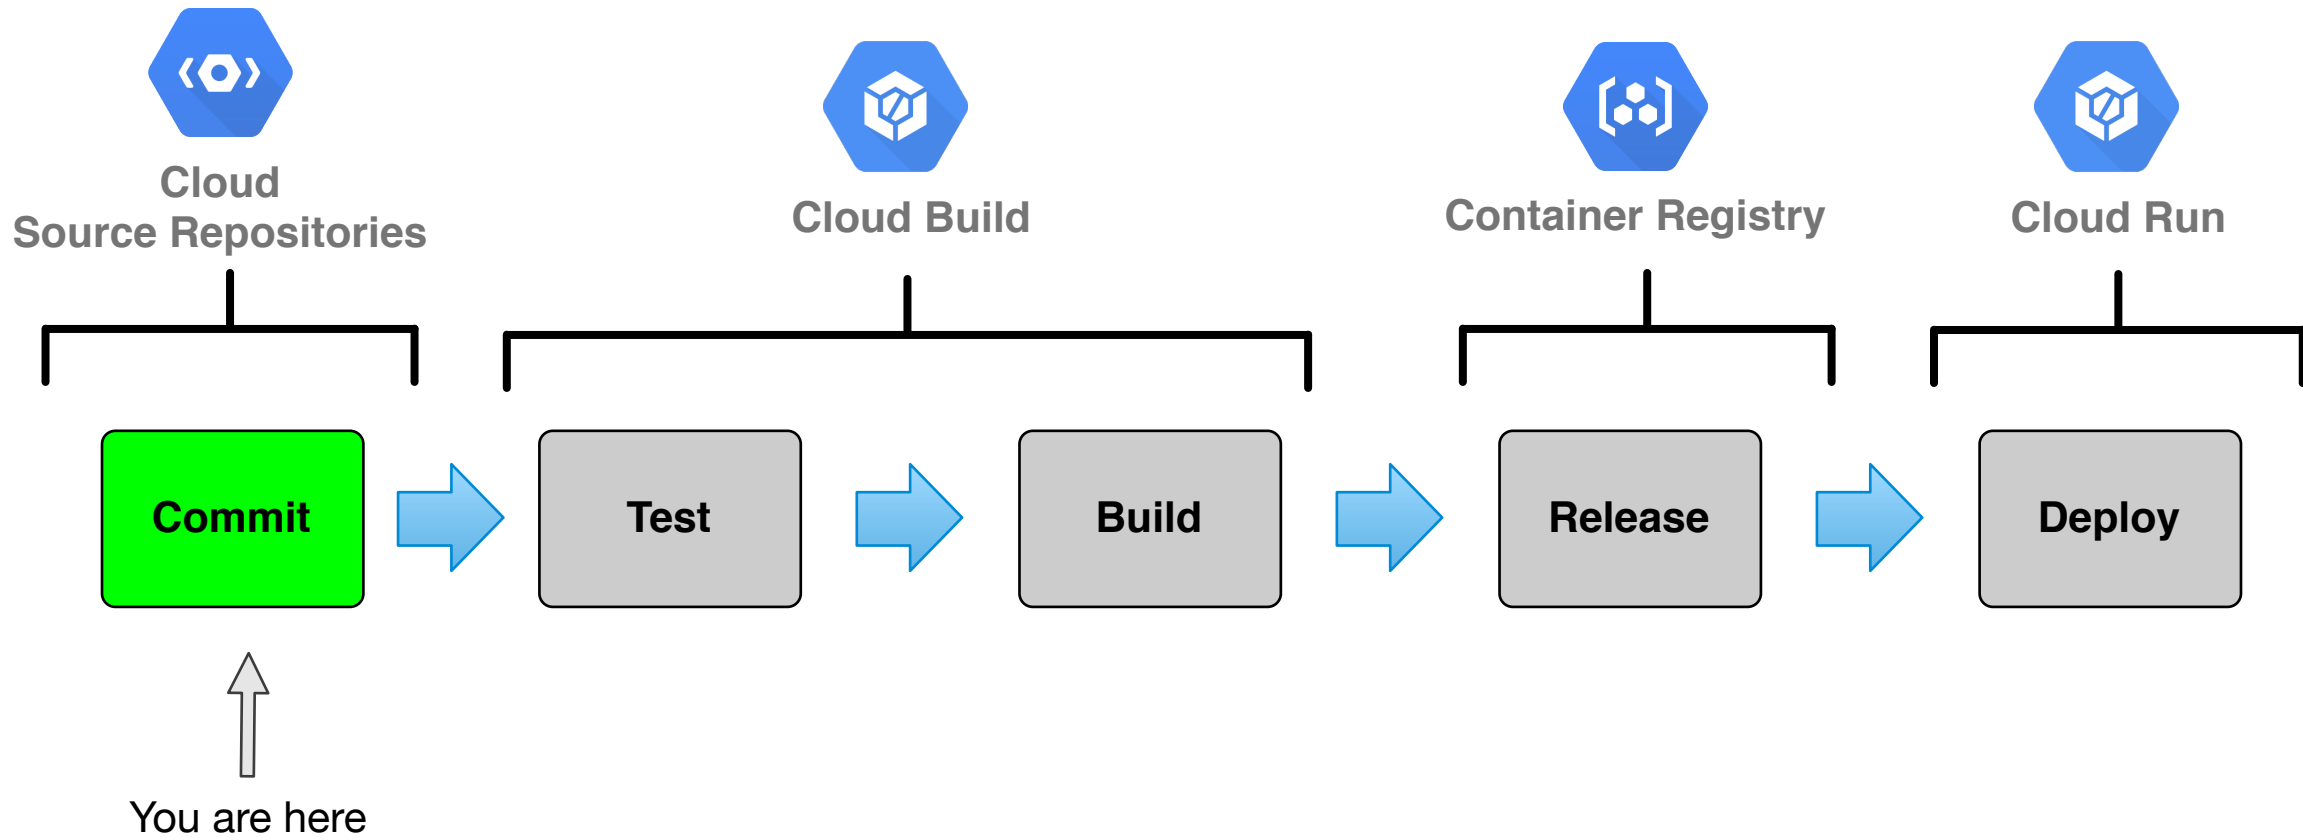 Cloud
Source Repositories
Cloud Build
Container Registry
Cloud Run
Commit
Test
Build
Release
Deploy
You are here